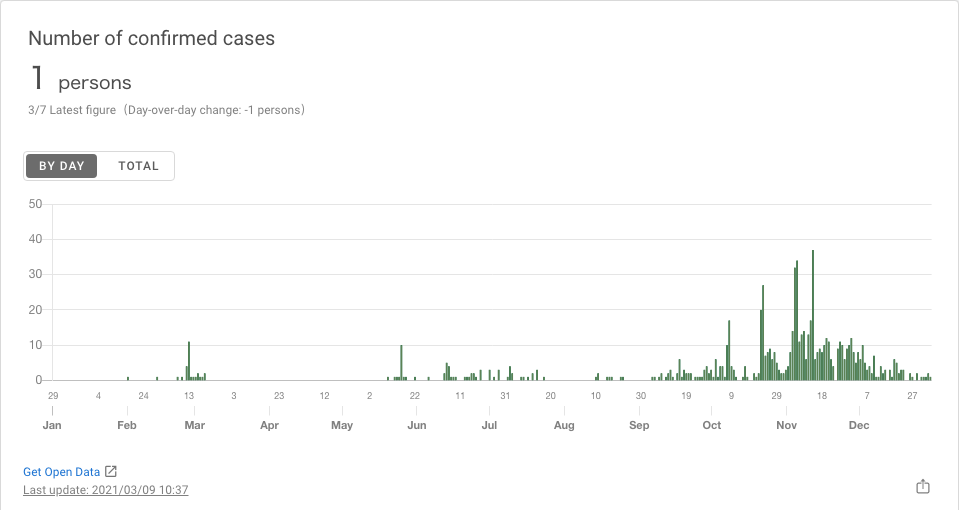 Number of confirmed cases
1 persons
3/7 Latest figure（Day-over-day change: -1 persons）
BY DAY TOTAL
50
40
30
20
10
0
29 4 24 13 3 23 12 2 22 11 31 20 10 30 19 9 29 18 7 27
Jan Feb Mar Apr May Jun Jul Aug Sep Oct Nov Dec
Get Open Data
Last update: 2021/03/09 10:37